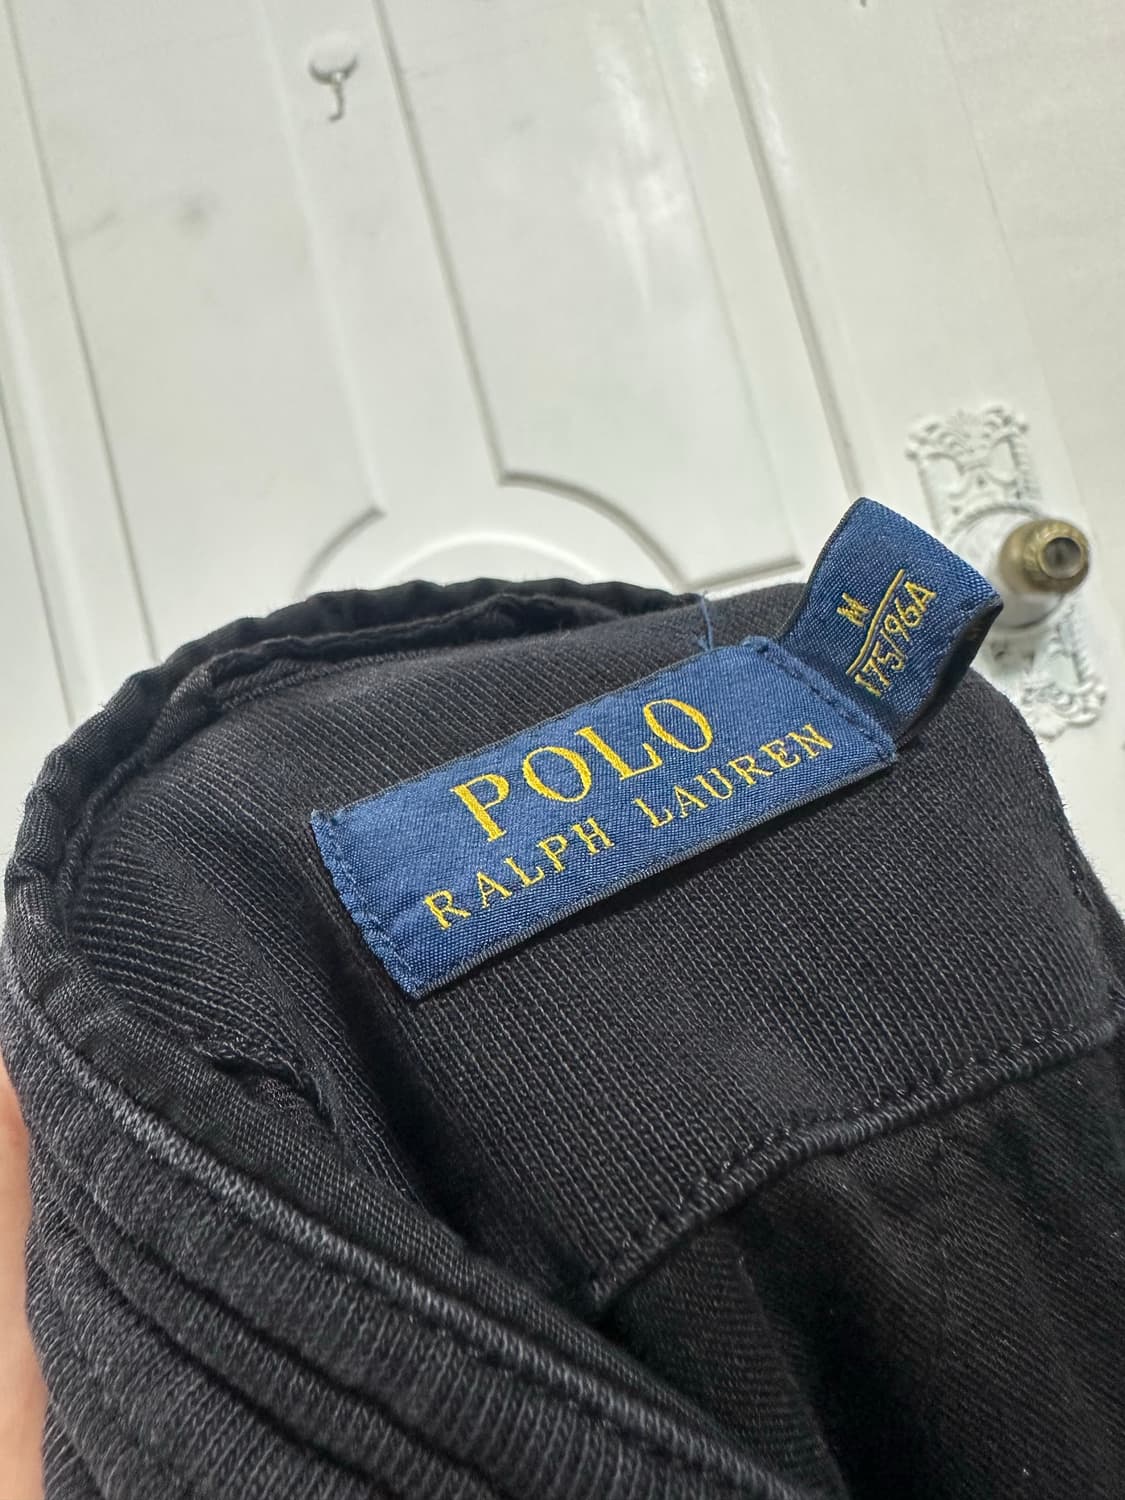 POLO
RALPH LAUREN
M
175/96A